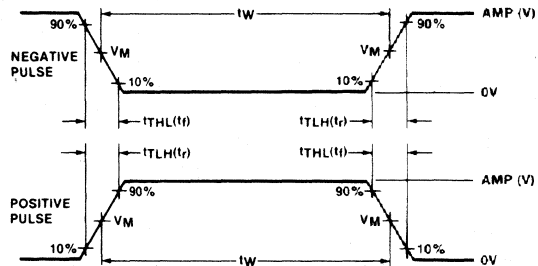 tW
90%
90%
AMP (V)
NEGATIVE
PULSE
VM
VM
10%
10%
0V
tTHL(tf)
tTLH(tr)
tTLH(tr)
tTHL(tf)
AMP (V)
90%
90%
POSITIVE
PULSE
VM
VM
10%
10%
tW
0V